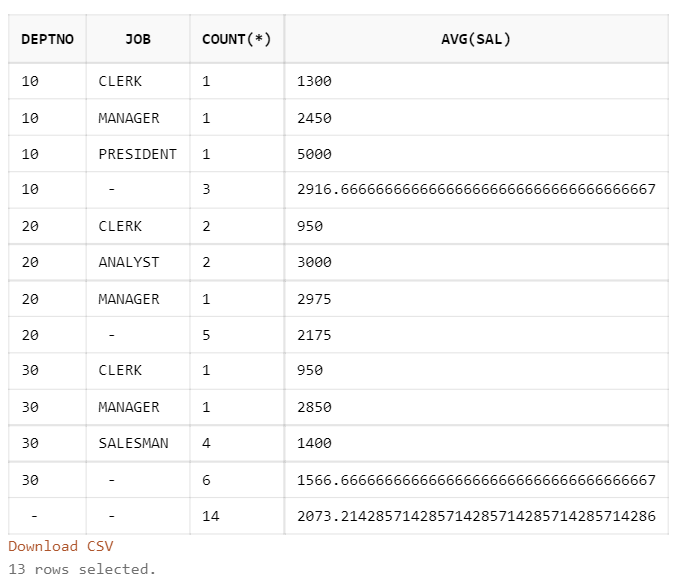 DEPTNO JOB COUNT(*) AVG(SAL)
10 CLERK 1 1300
10 MANAGER 1 2450
10 PRESIDENT 1 5000
10 - 3 2916.66666666666666666666666666666666667
20 CLERK 2 950
20 ANALYST 2 3000
20 MANAGER 1 2975
20 - 5 2175
30 CLERK 1 950
30 MANAGER 1 2850
30 SALESMAN 4 1400
30 - 6 1566.66666666666666666666666666666666667
- - 14 2073.21428571428571428571428571428571429
Download CSV
13 rows selected.